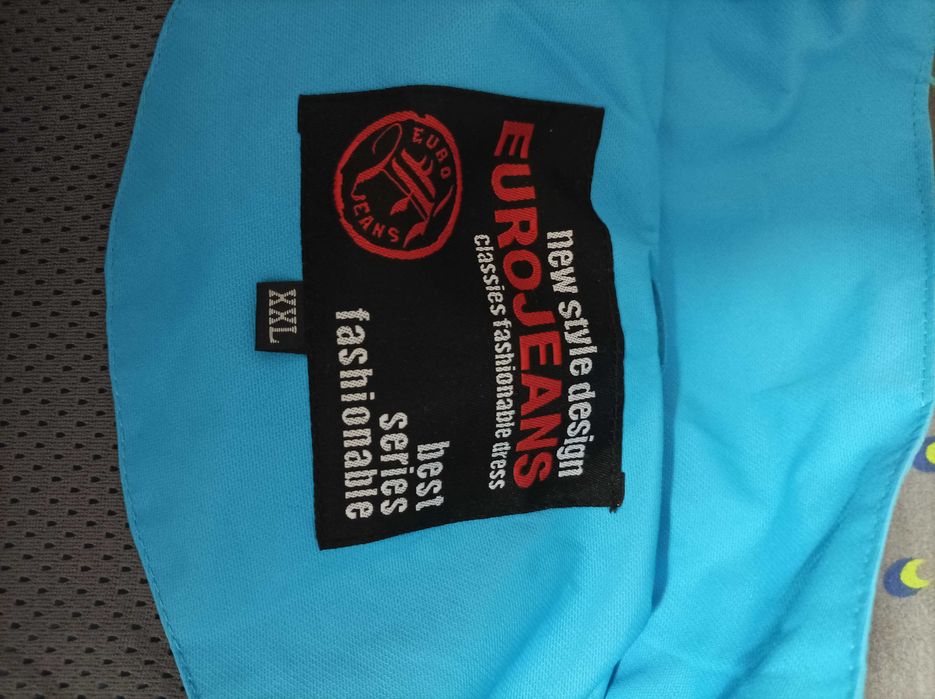 new style design
EUROJEANS
classies fashionable dress
EURO
JEANS
best
series
fashionable
XXL